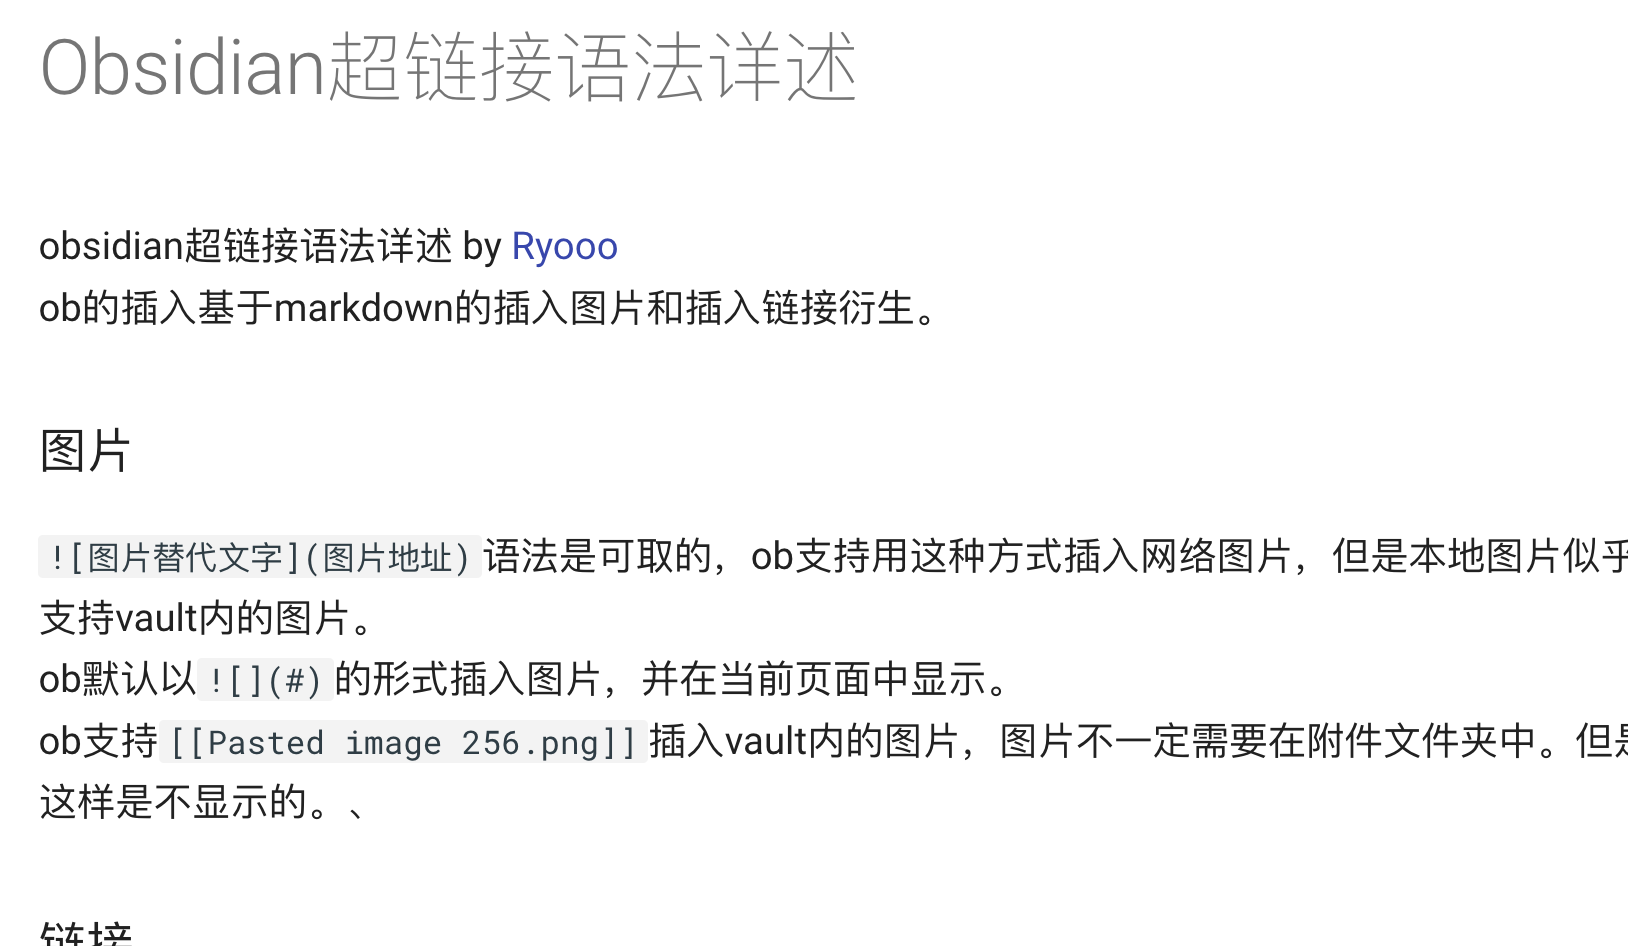 Obsidian超链接语法详述
obsidian超链接语法详述 by Ryooo
ob的插入基于markdown的插入图片和插入链接衍生。
图片
![图片替代文字](图片地址)语法是可取的，ob支持用这种方式插入网络图片，但是本地图片似乎
支持vault内的图片。
ob默认以![](#)的形式插入图片，并在当前页面中显示。
ob支持[[Pasted image 256.png]]插入vault内的图片，图片不一定需要在附件文件夹中。但是
这样是不显示的。、
链接